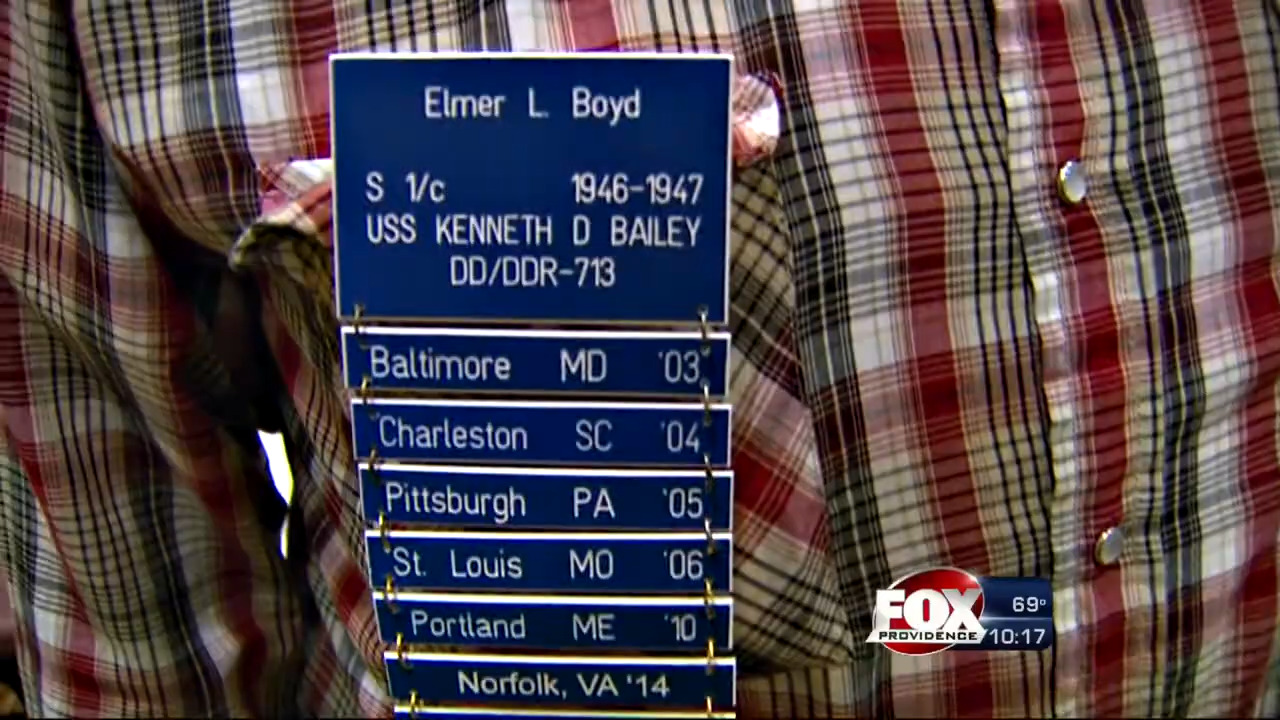 Elmer L. Boyd
S 1/c 1946-1947
USS KENNETH D BAILEY
DD/DDR-713
Baltimore MD '03
Charleston SC '04
Pittsburgh PA '05
St. Louis MO '06
Portland ME '10
Norfolk, VA '14
FOX 69°
PROVIDENCE 10:17